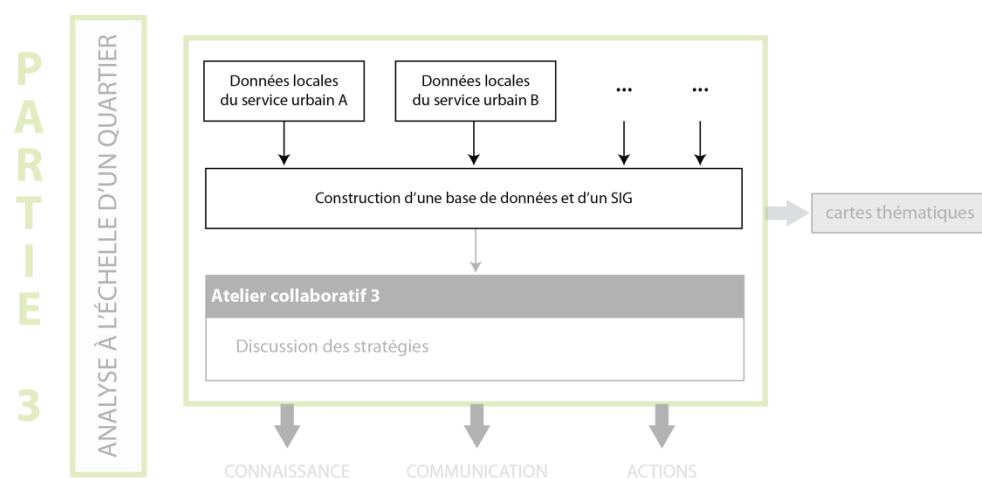 PARTIE 3
ANALYSE À L'ÉCHELLE D'UN QUARTIER
Données locales
du service urbain A
Données locales
du service urbain B
...
...
Construction d'une base de données et d'un SIG
cartes thématiques
Atelier collaboratif 3
Discussion des stratégies
CONNAISSANCE
COMMUNICATION
ACTIONS